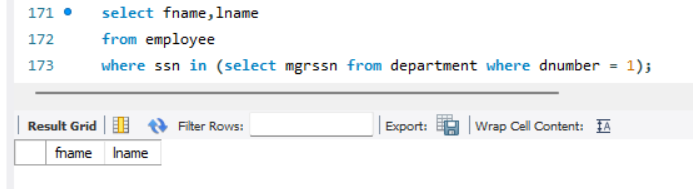 171 select fname,lname
172 from employee
173 where ssn in (select mgrssn from department where dnumber = 1);
Result Grid Filter Rows: Export: Wrap Cell Content: IA
fname lname